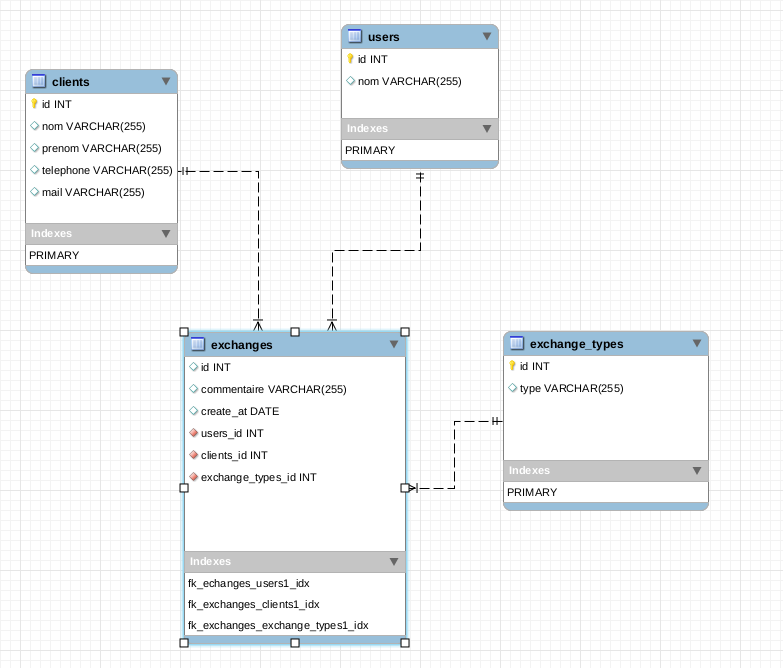 users
id INT
nom VARCHAR(255)
Indexes
PRIMARY
clients
id INT
nom VARCHAR(255)
prenom VARCHAR(255)
telephone VARCHAR(255)
mail VARCHAR(255)
Indexes
PRIMARY
exchanges
id INT
commentaire VARCHAR(255)
create_at DATE
users_id INT
clients_id INT
exchange_types_id INT
Indexes
fk_echanges_users1_idx
fk_exchanges_clients1_idx
fk_exchanges_exchange_types1_idx
exchange_types
id INT
type VARCHAR(255)
Indexes
PRIMARY